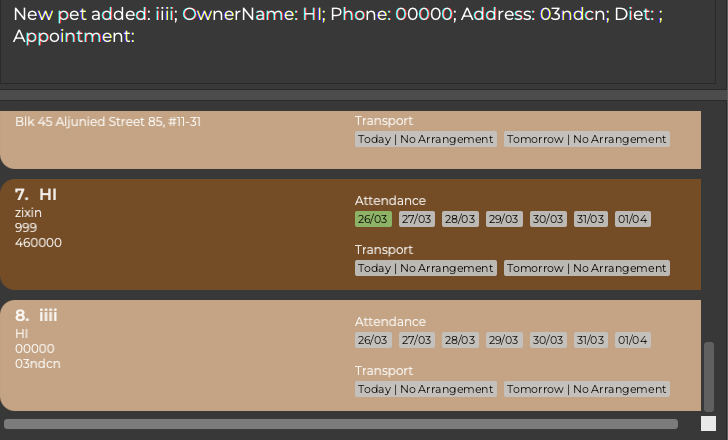 New pet added: iiii; OwnerName: HI; Phone: 00000; Address: 03ndcn; Diet: ;
Appointment:
Blk 45 Aljunied Street 85, #11-31
Transport
Today | No Arrangement Tomorrow | No Arrangement
7. HI
zixin
999
460000
Attendance
26/03 27/03 28/03 29/03 30/03 31/03 01/04
Transport
Today | No Arrangement Tomorrow | No Arrangement
8. iiii
HI
00000
03ndcn
Attendance
26/03 27/03 28/03 29/03 30/03 31/03 01/04
Transport
Today | No Arrangement Tomorrow | No Arrangement